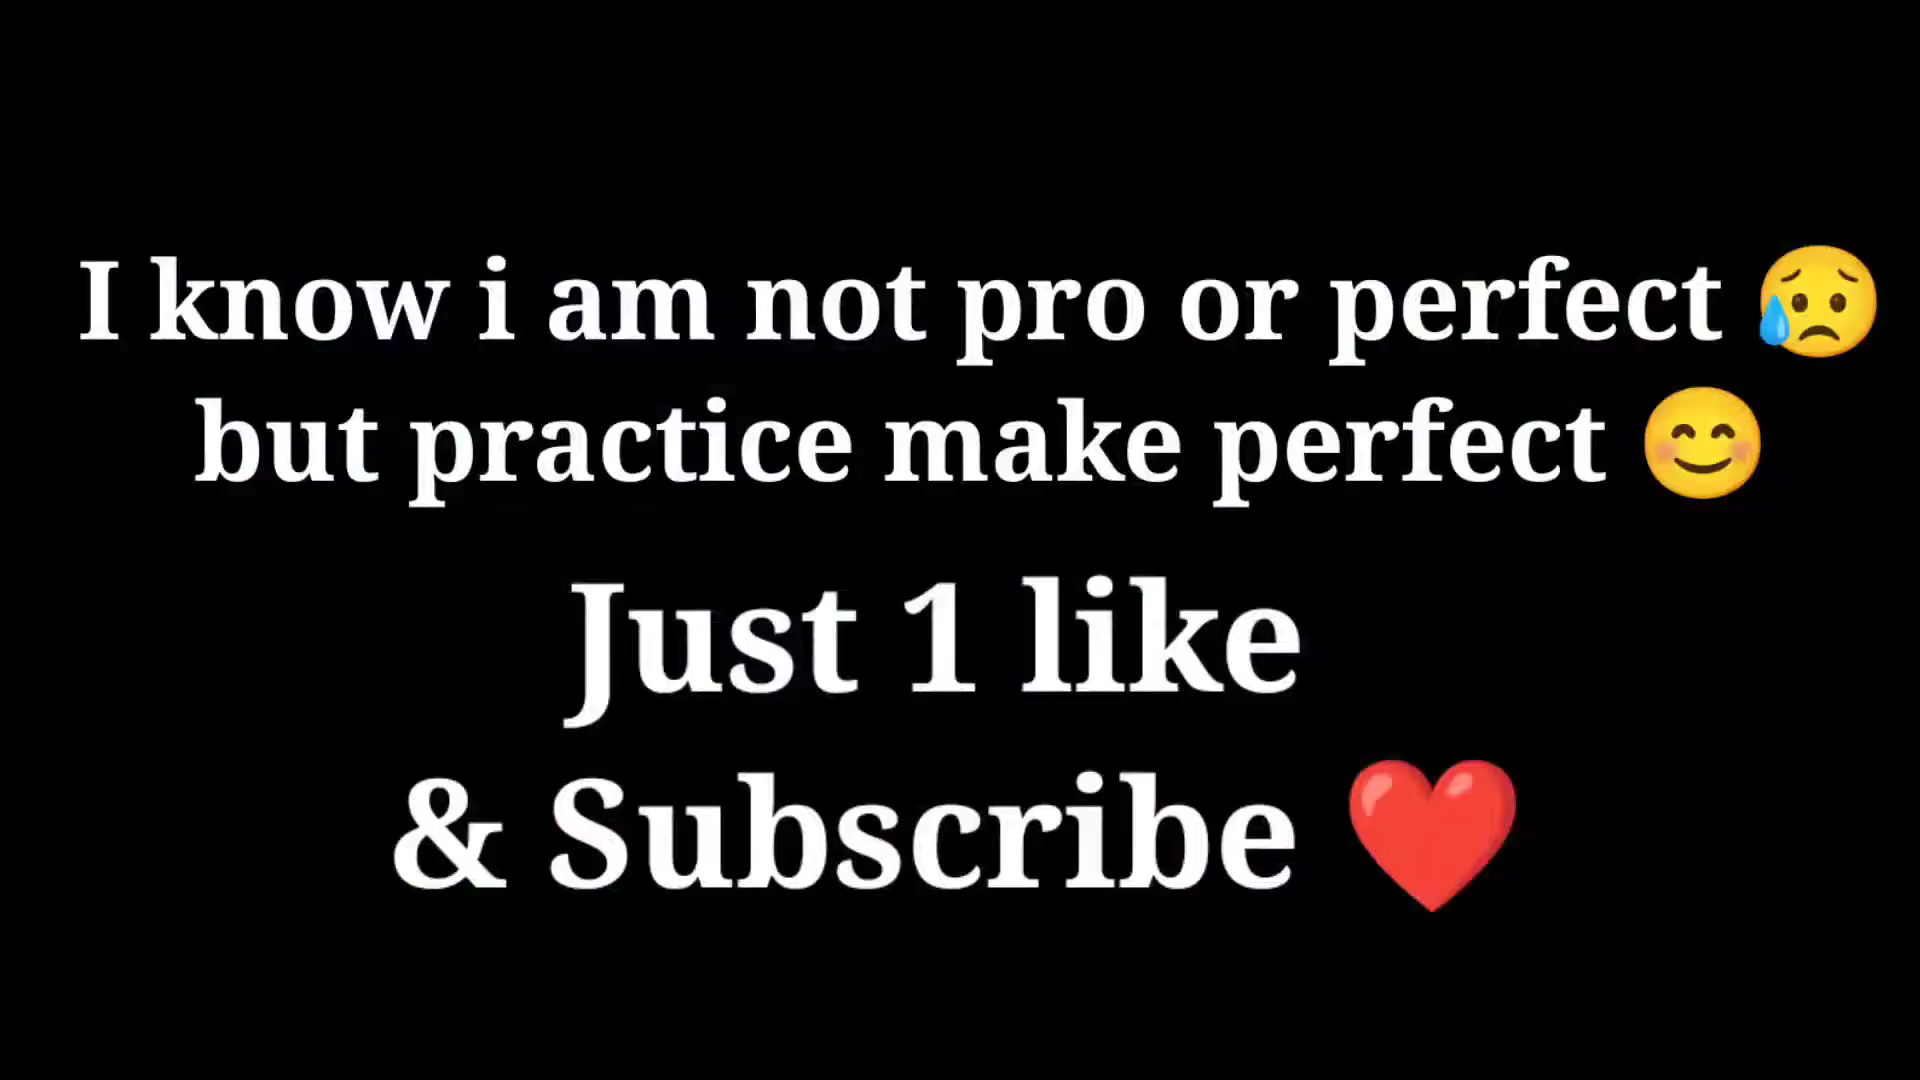 I know i am not pro or perfect 😥
but practice make perfect 😊
Just 1 like
& Subscribe ❤️